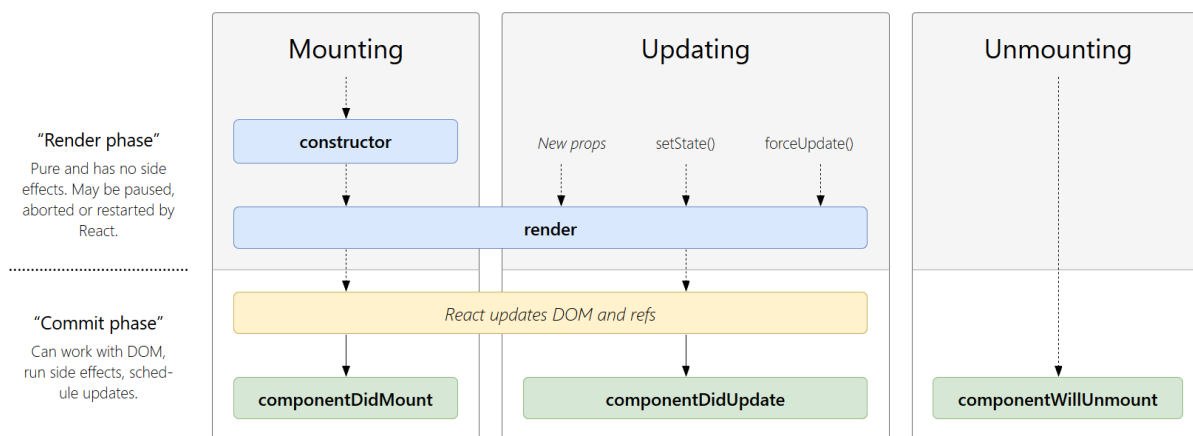 Mounting
Updating
Unmounting
“Render phase”
Pure and has no side
effects. May be paused,
aborted or restarted by
React.
constructor
New props
setState()
forceUpdate()
render
“Commit phase”
Can work with DOM,
run side effects, sched-
ule updates.
React updates DOM and refs
componentDidMount
componentDidUpdate
componentWillUnmount